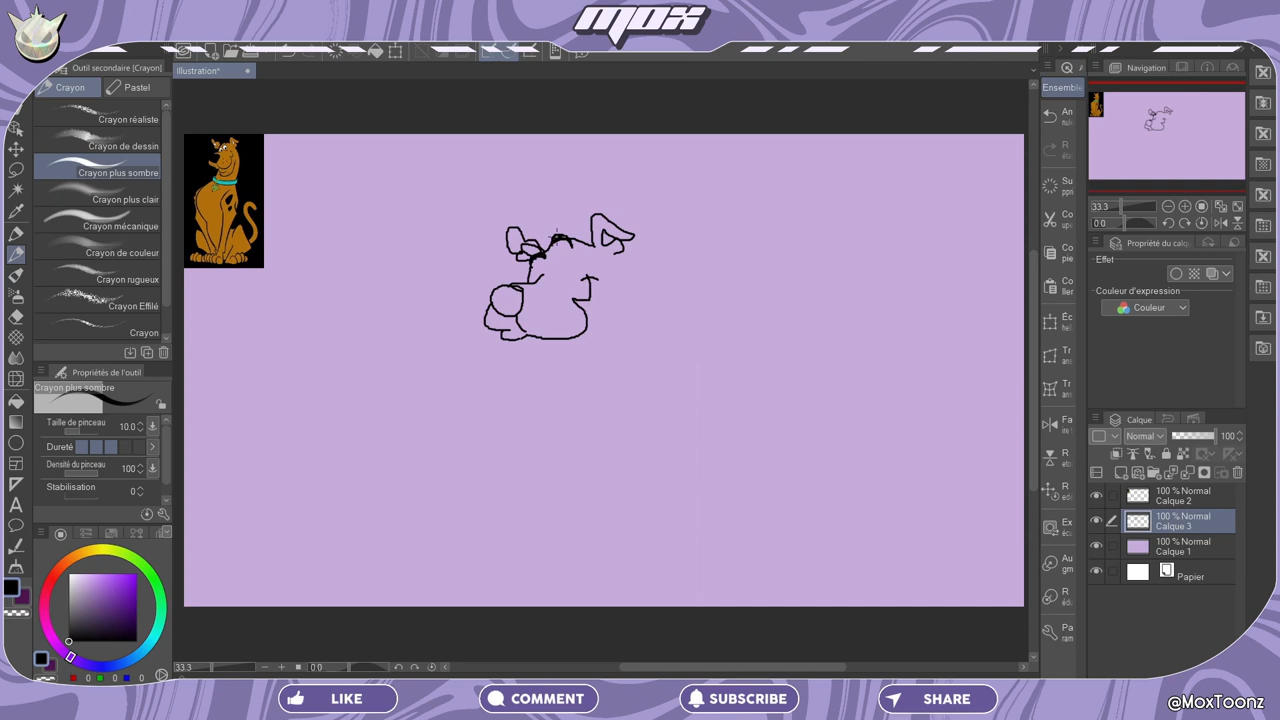 MOX
Outil secondaire [Crayon]
Illustration*
Navigation
Crayon
Pastel
Ensemble
Crayon réaliste
Crayon de dessin
Crayon plus sombre
Crayon plus clair
Crayon mécanique
Crayon de couleur
Crayon rugueux
Crayon Effilé
Crayon
33.3
0.0
Propriété du calq
Effet
Couleur d'expression
Couleur
Propriétés de l'outil
Crayon plus sombre
Taille de pinceau
10.0
Dureté
Densité du pinceau
100
Stabilisation
0
Calque
Normal
100
100 % Normal
Calque 2
100 % Normal
Calque 3
100 % Normal
Calque 1
Papier
33.3
0.0
0
0
0
LIKE
COMMENT
SUBSCRIBE
SHARE
@MoxToonz